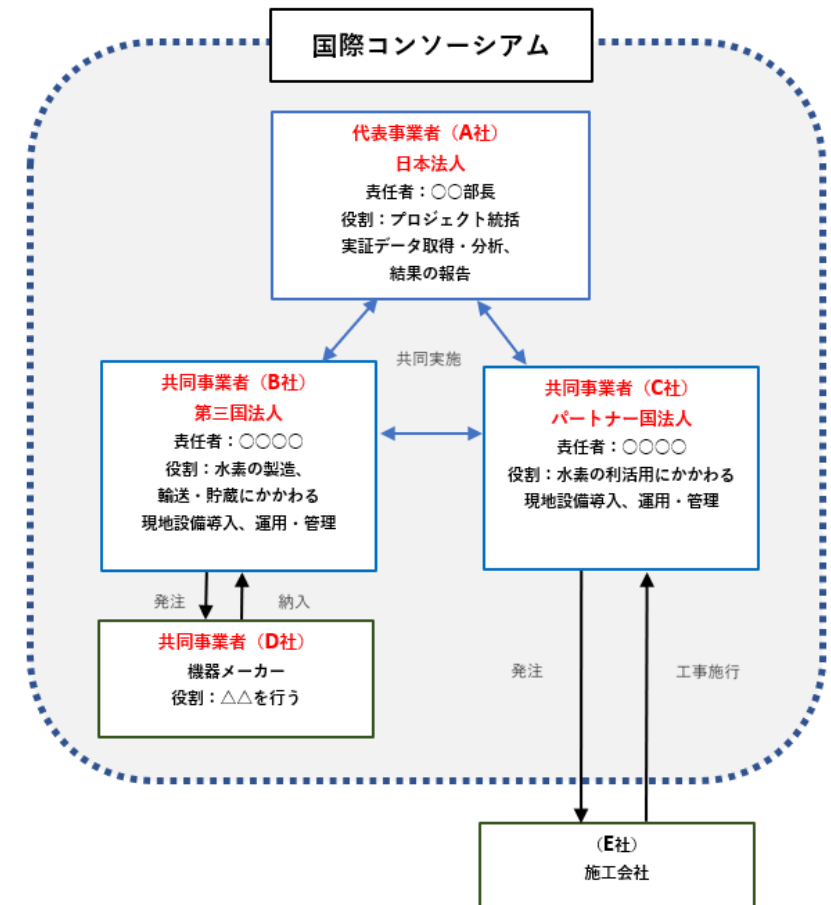 国際コンソーシアム
代表事業者（A社）
日本法人
責任者：〇〇部長
役割：プロジェクト統括
実証データ取得・分析、
結果の報告
共同実施
共同事業者（B社）
第三国法人
責任者：〇〇〇〇
役割：水素の製造、
輸送・貯蔵にかかわる
現地設備導入、運用・管理
共同事業者（C社）
パートナー国法人
責任者：〇〇〇〇
役割：水素の利活用にかかわる
現地設備導入、運用・管理
発注
納入
共同事業者（D社）
機器メーカー
役割：△△を行う
発注
工事施行
（E社）
施工会社